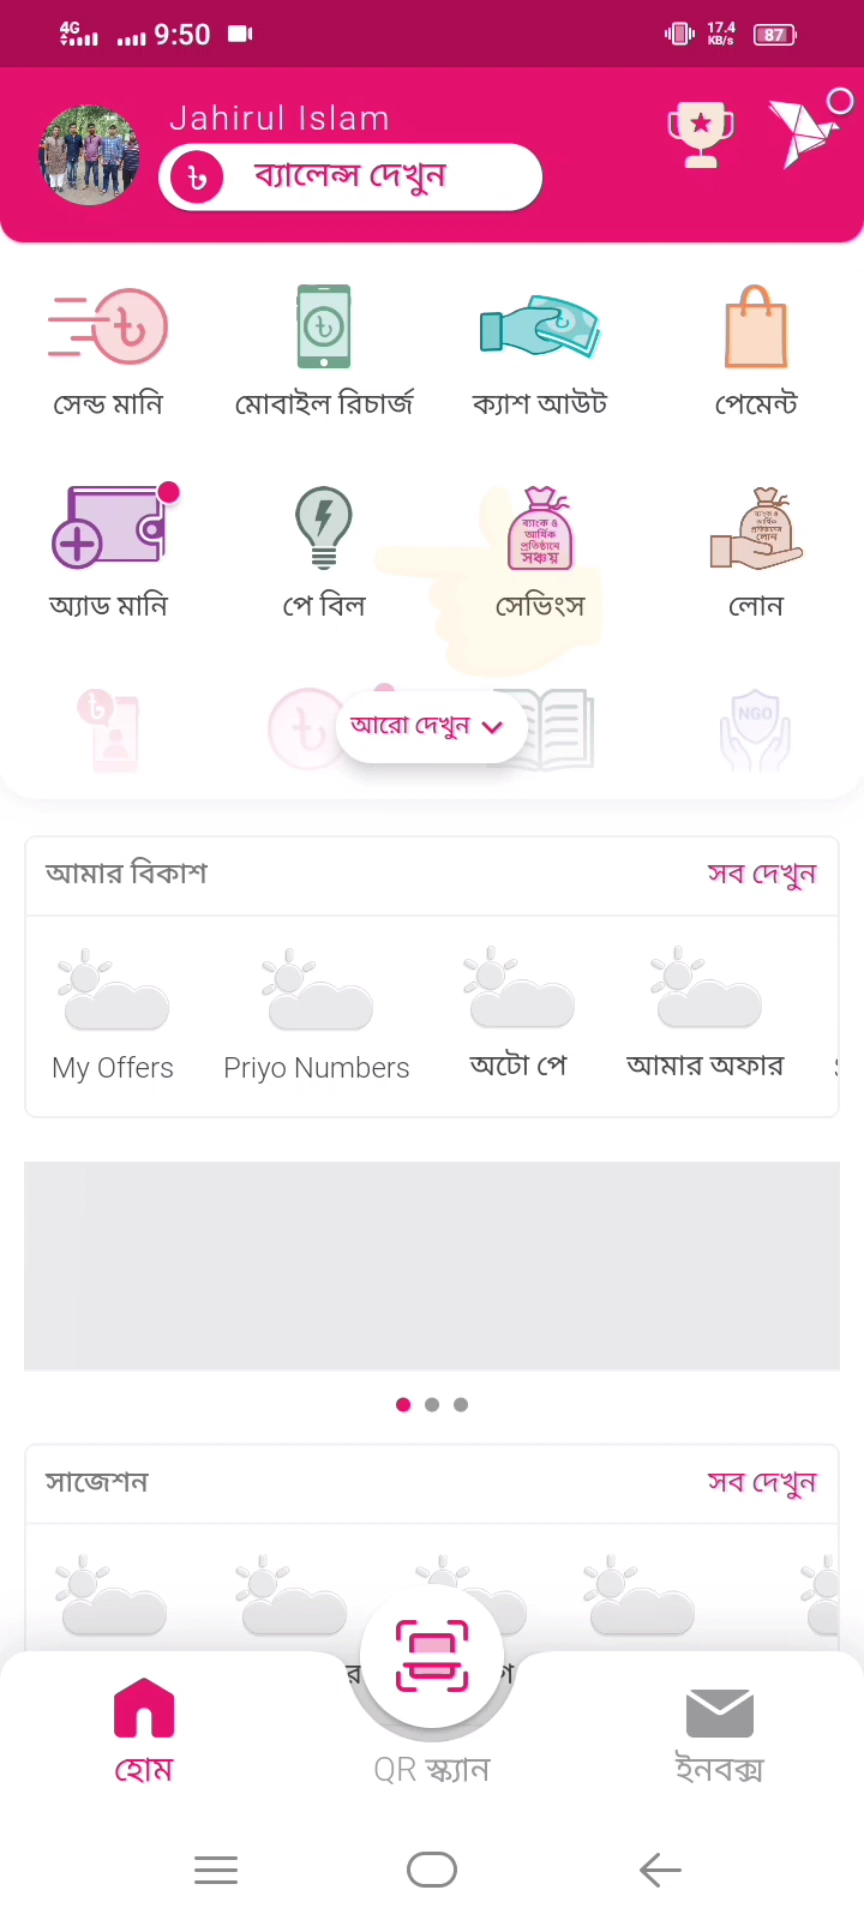 4G 9:50 17.4 KB/s 87
Jahirul Islam
ব্যালেন্স দেখুন
সেন্ড মানি
মোবাইল রিচার্জ
ক্যাশ আউট
পেমেন্ট
ব্যাংক ও
আর্থিক
প্রতিষ্ঠানে
সঞ্চয়
ব্যাংক ও
আর্থিক
প্রতিষ্ঠানের
লোন
অ্যাড মানি
পে বিল
সেভিংস
লোন
NGO
আরো দেখুন
আমার বিকাশ
সব দেখুন
My Offers
Priyo Numbers
অটো পে
আমার অফার
সাজেশন
সব দেখুন
হোম
QR স্ক্যান
ইনবক্স